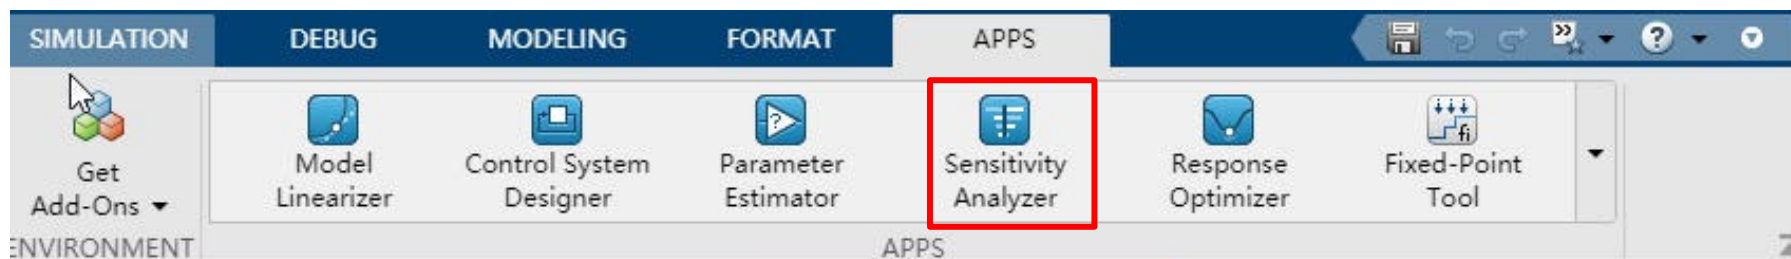 SIMULATION DEBUG MODELING FORMAT APPS
Get Add-Ons
Model Linearizer
Control System Designer
Parameter Estimator
Sensitivity Analyzer
Response Optimizer
fi
Fixed-Point Tool
ENVIRONMENT APPS